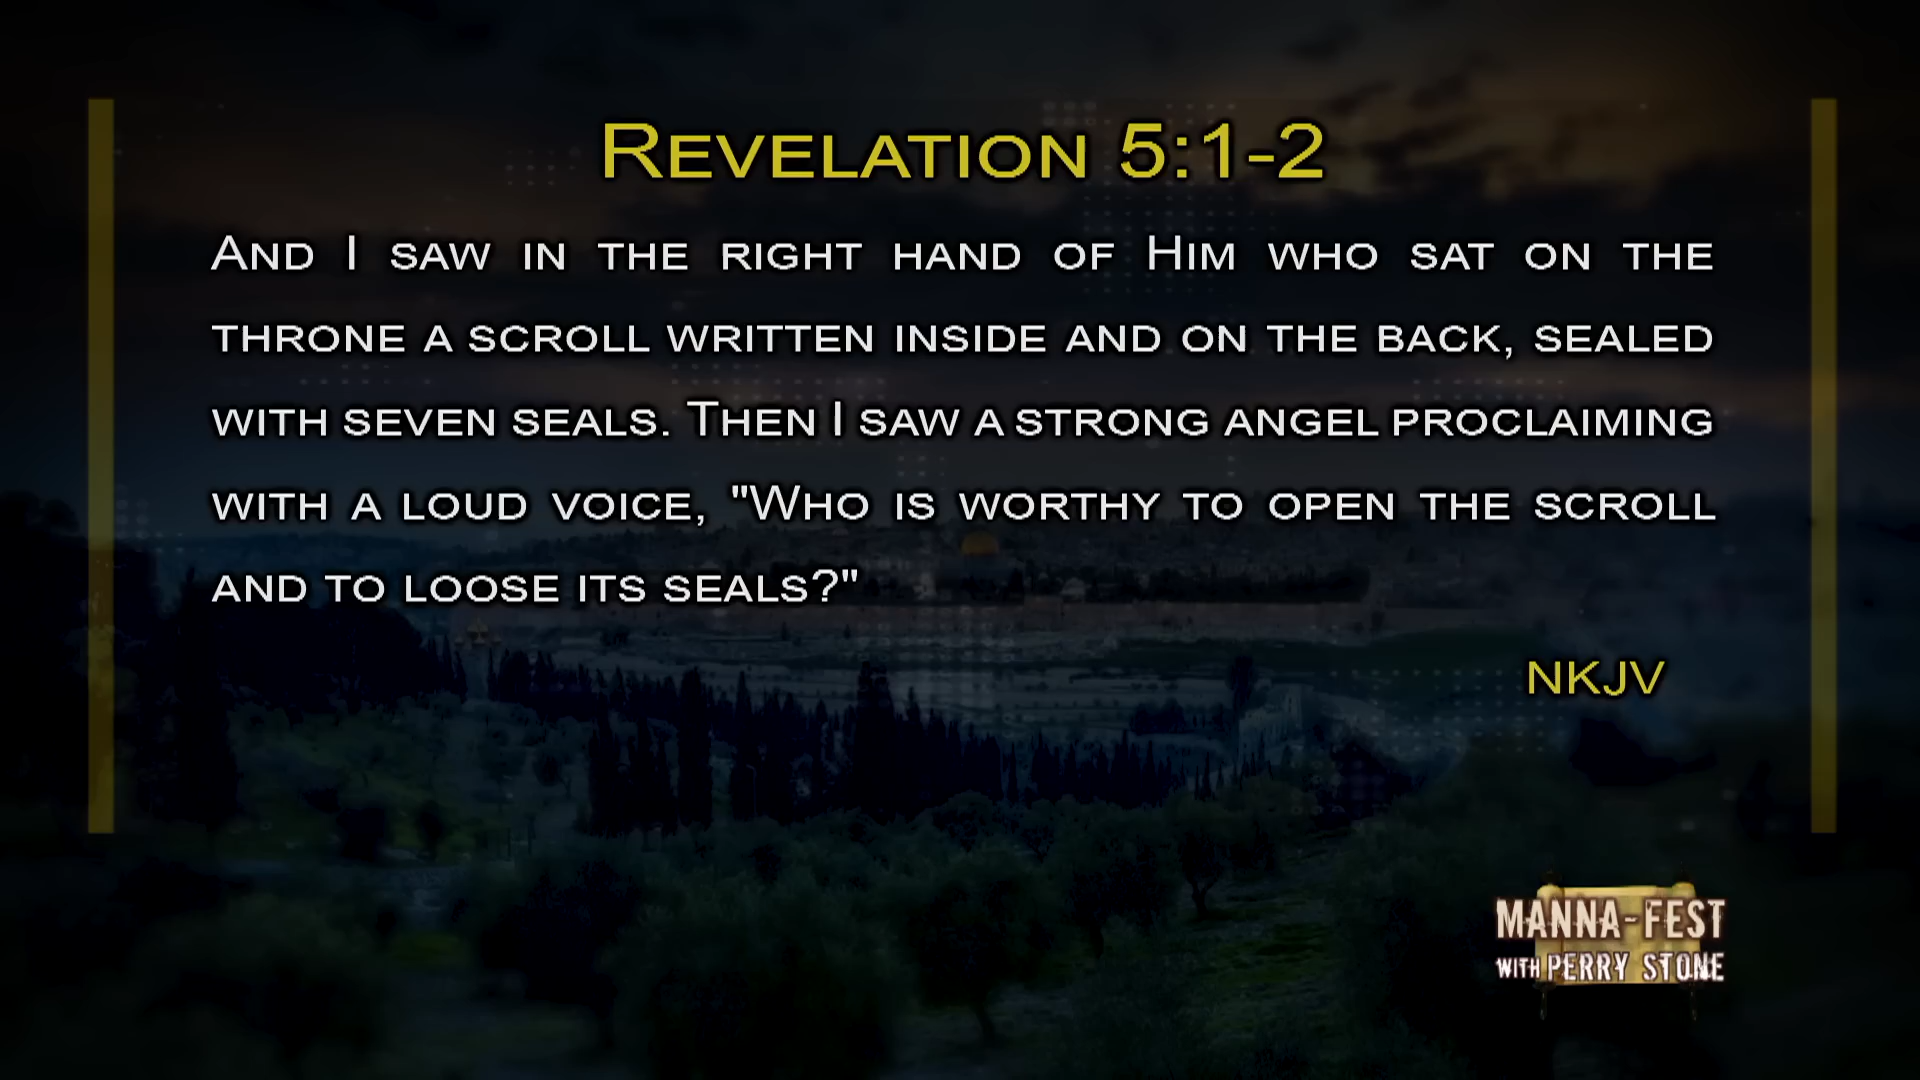 Revelation 5:1-2
And I saw in the right hand of Him who sat on the
throne a scroll written inside and on the back, sealed
with seven seals. Then I saw a strong angel proclaiming
with a loud voice, "Who is worthy to open the scroll
and to loose its seals?"
NKJV
MANNA-FEST
WITH PERRY STONE